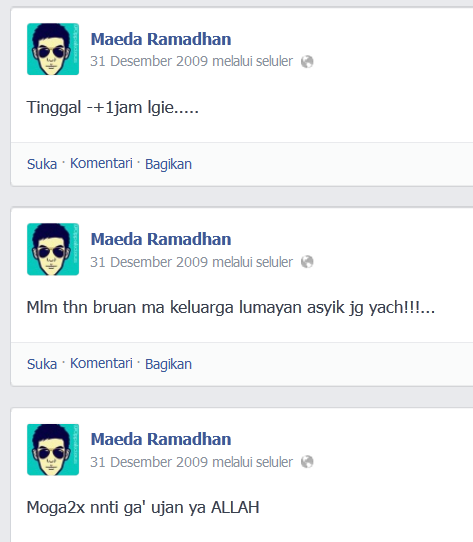 Maeda Ramadhan
31 Desember 2009 melalui seluler
Tinggal -+1jam lgie.....
Suka · Komentari · Bagikan
Maeda Ramadhan
31 Desember 2009 melalui seluler
Mlm thn bruan ma keluarga lumayan asyik jg yach!!!...
Suka · Komentari · Bagikan
Maeda Ramadhan
31 Desember 2009 melalui seluler
Moga2x nnti ga' ujan ya ALLAH